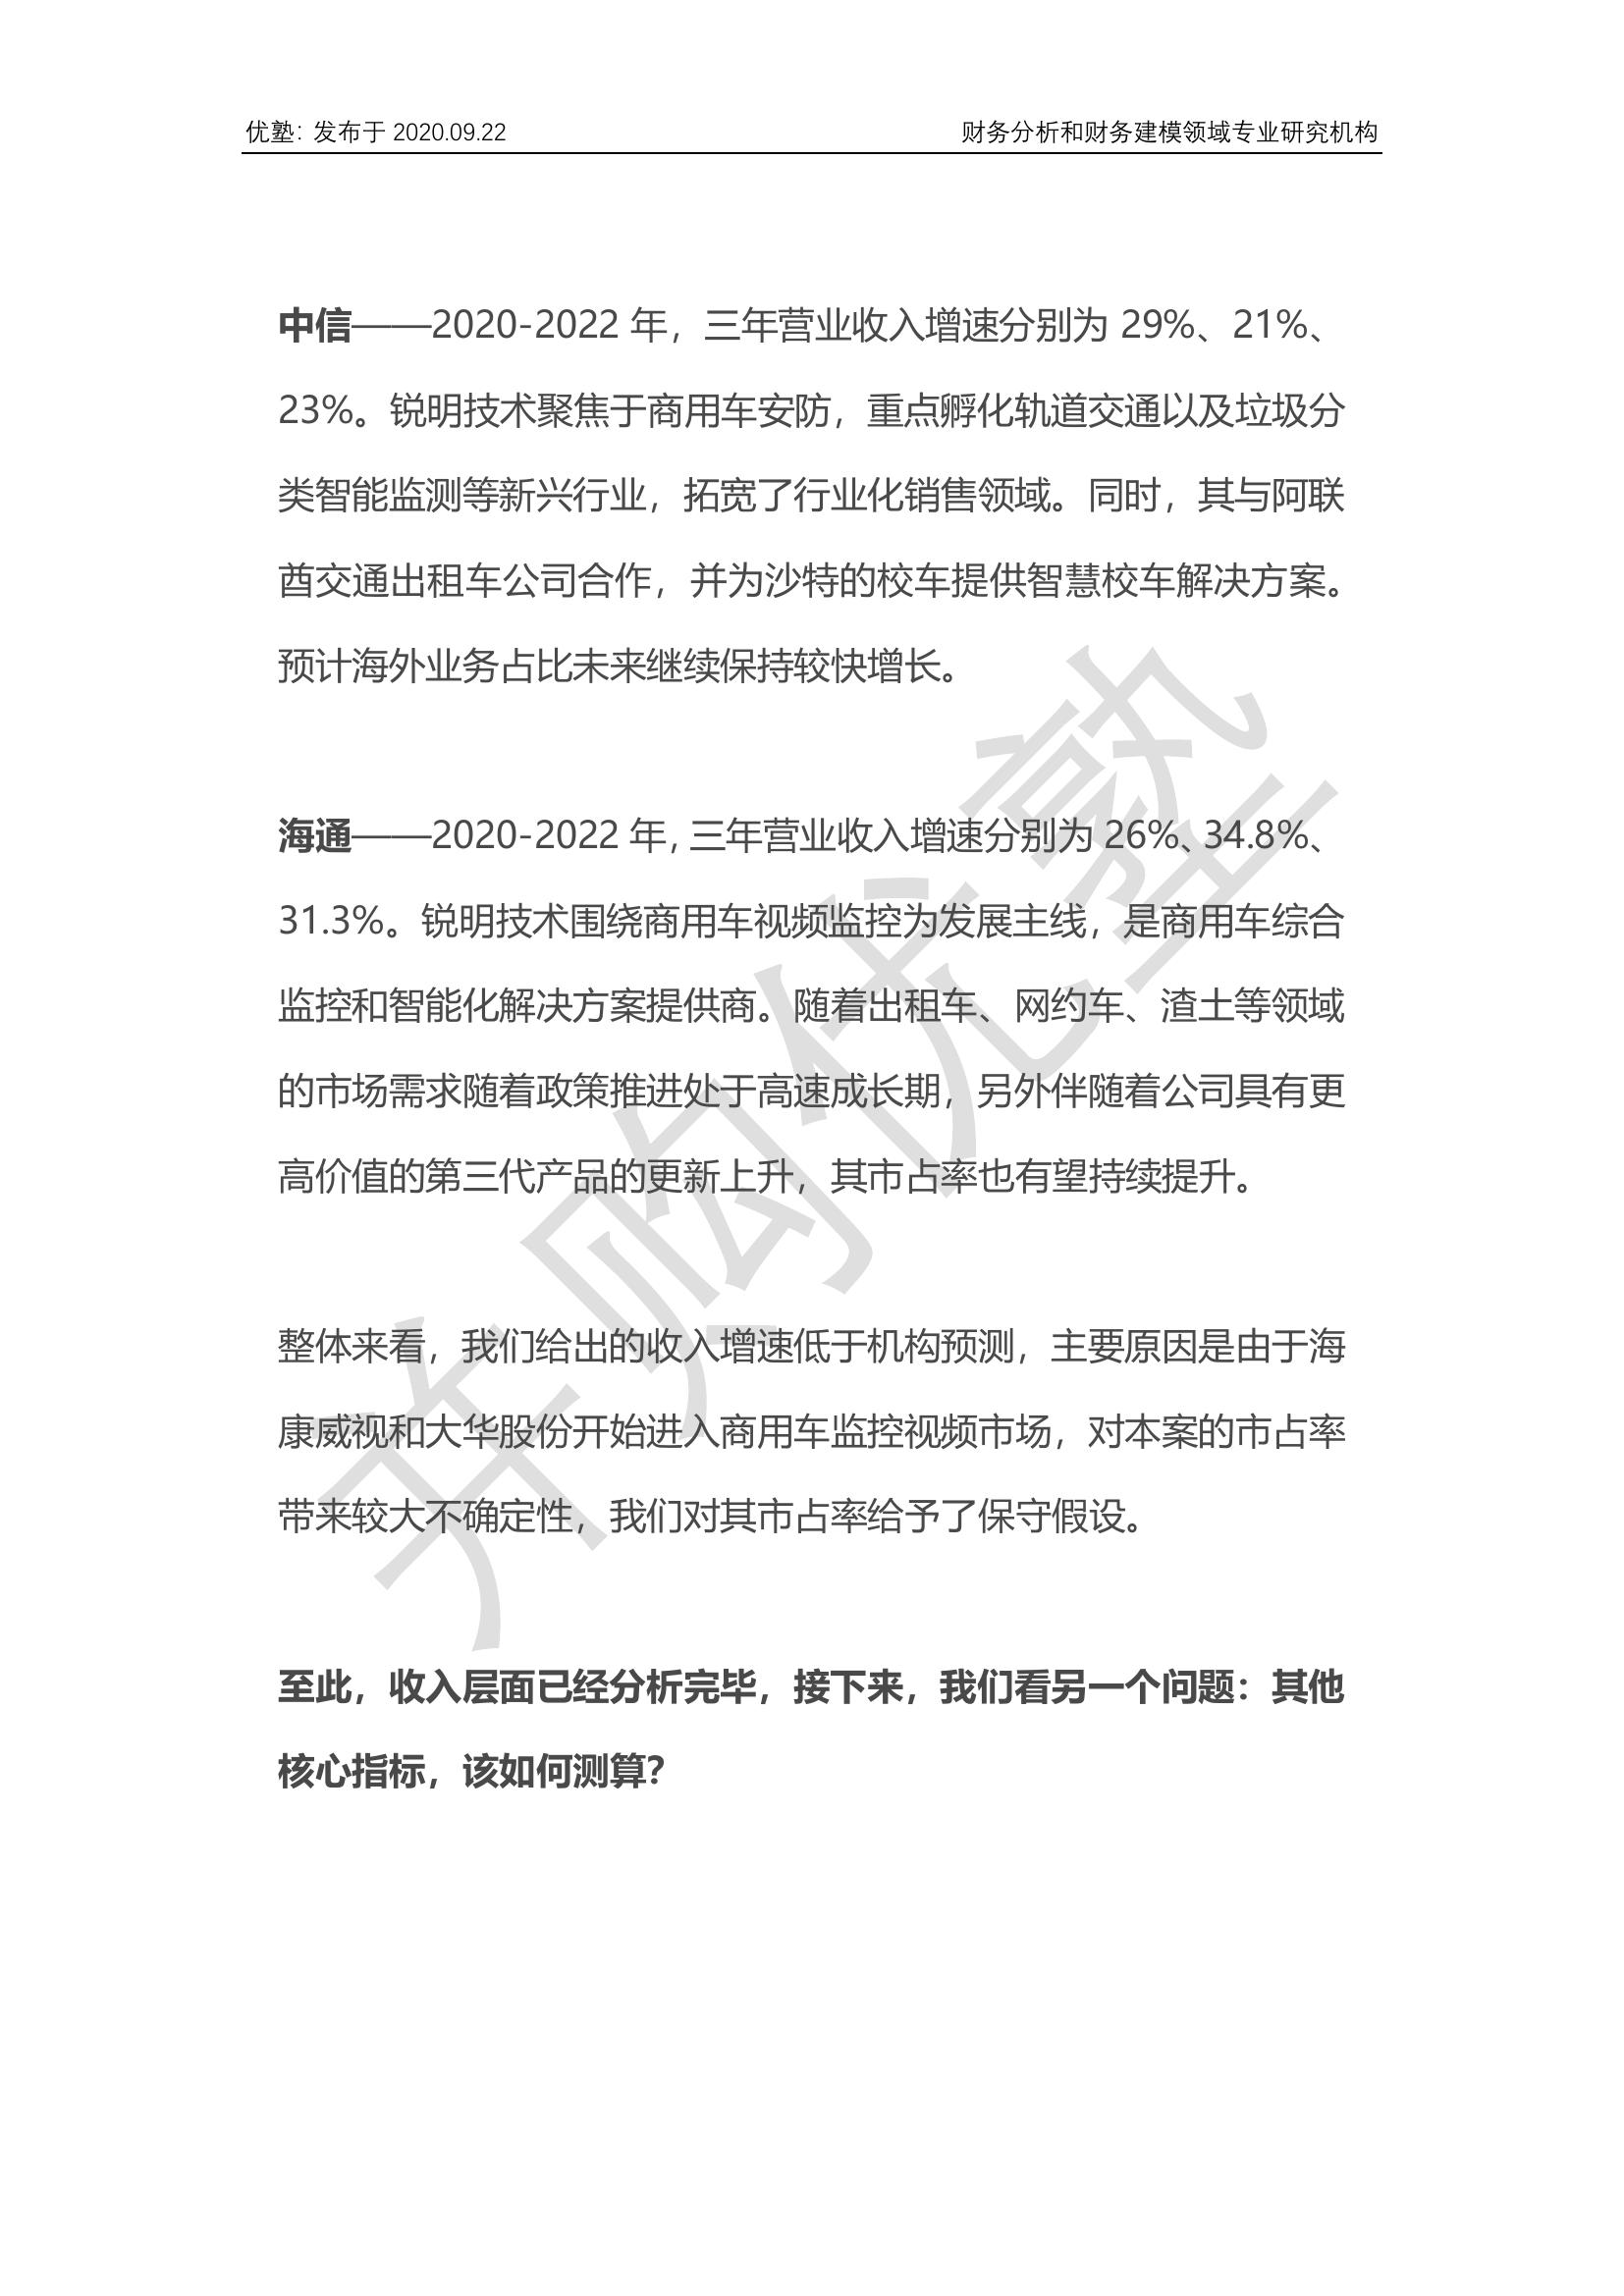 优塾：发布于 2020.09.22
财务分析和财务建模领域专业研究机构
中信——2020-2022 年，三年营业收入增速分别为 29%、21%、
23%。锐明技术聚焦于商用车安防，重点孵化轨道交通以及垃圾分
类智能监测等新兴行业，拓宽了行业化销售领域。同时，其与阿联
酋交通出租车公司合作，并为沙特的校车提供智慧校车解决方案。
预计海外业务占比未来继续保持较快增长。
海通——2020-2022 年，三年营业收入增速分别为 26%、34.8%、
31.3%。锐明技术围绕商用车视频监控为发展主线，是商用车综合
监控和智能化解决方案提供商。随着出租车、网约车、渣土等领域
的市场需求随着政策推进处于高速成长期，另外伴随着公司具有更
高价值的第三代产品的更新上升，其市占率也有望持续提升。
整体来看，我们给出的收入增速低于机构预测，主要原因是由于海
康威视和大华股份开始进入商用车监控视频市场，对本案的市占率
带来较大不确定性，我们对其市占率给予了保守假设。
至此，收入层面已经分析完毕，接下来，我们看另一个问题：其他
核心指标，该如何测算？
并购优塾